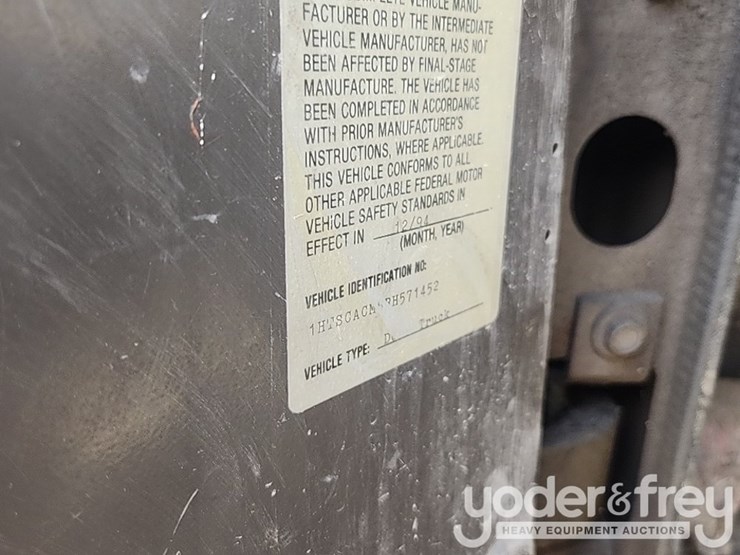 VEHICLE MANU-
FACTURER OR BY THE INTERMEDIATE
VEHICLE MANUFACTURER, HAS NOT
BEEN AFFECTED BY FINAL-STAGE
MANUFACTURE. THE VEHICLE HAS
BEEN COMPLETED IN ACCORDANCE
WITH PRIOR MANUFACTURER'S
INSTRUCTIONS, WHERE APPLICABLE.
THIS VEHICLE CONFORMS TO ALL
OTHER APPLICABLE FEDERAL MOTOR
VEHICLE SAFETY STANDARDS IN
EFFECT IN 12/94
(MONTH, YEAR)
VEHICLE IDENTIFICATION NO:
VEHICLE TYPE: Truck
yoder&frey
HEAVY EQUIPMENT AUCTIONS